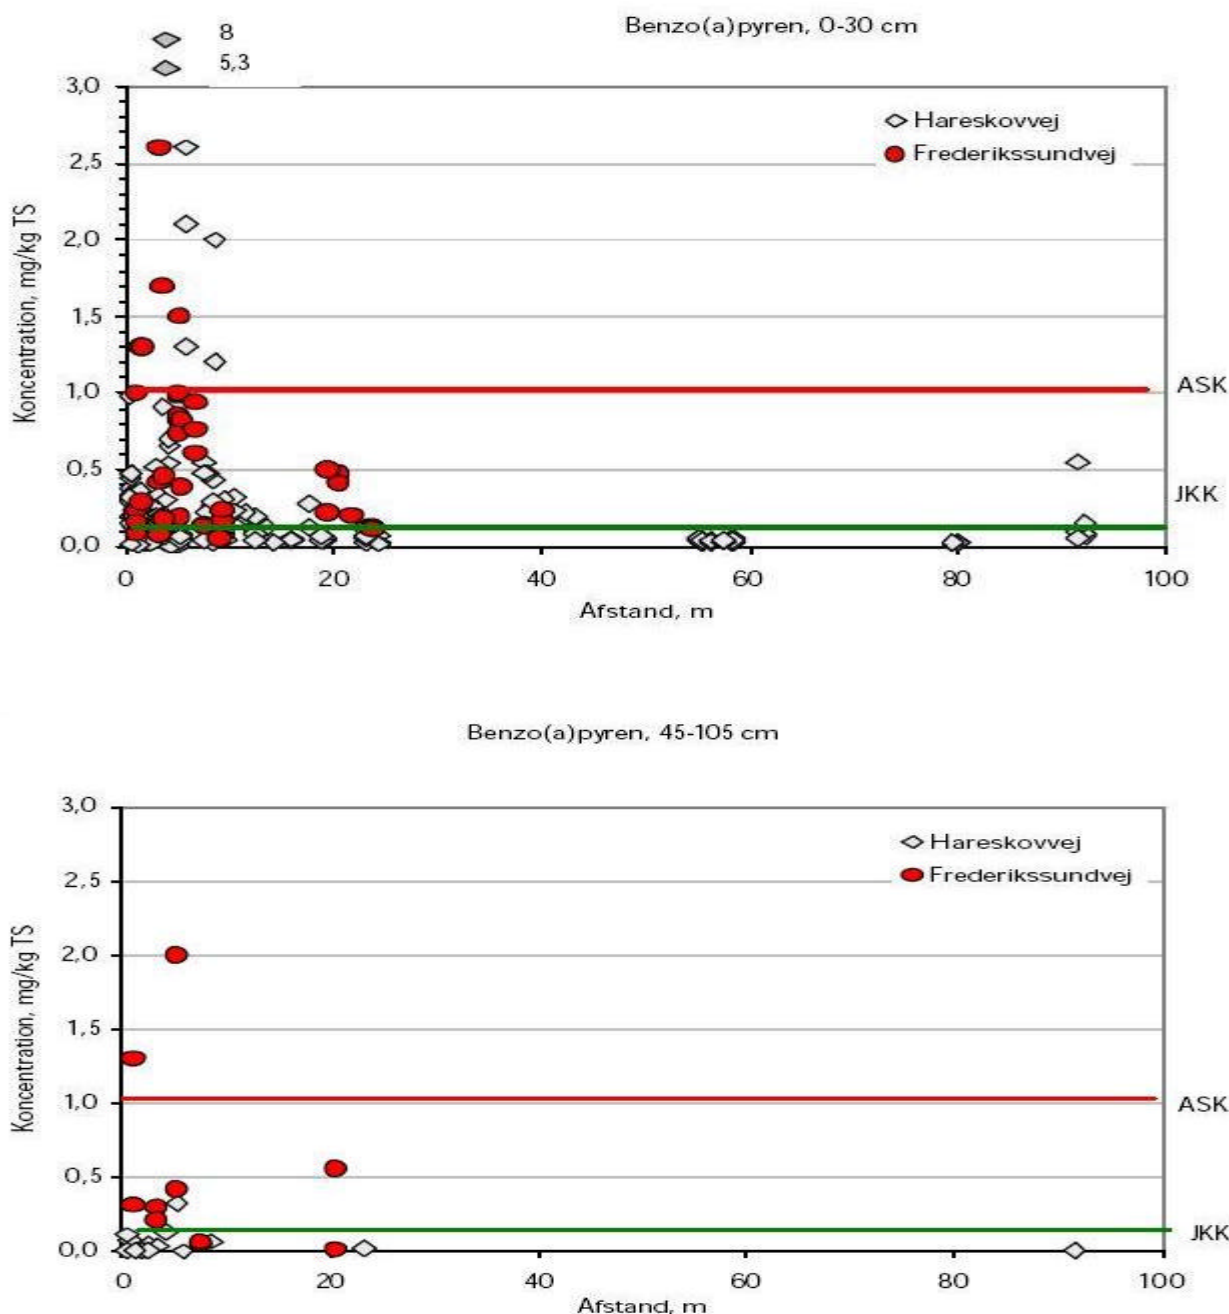 Benzo(a)pyren, 0-30 cm
8
5,3
3,0
2,5
2,0
1,5
1,0
0,5
0,0
Koncentration, mg/kg TS
Hareskovvej
Frederikssundvej
ASK
JKK
0 20 40 60 80 100
Afstand, m
Benzo(a)pyren, 45-105 cm
3,0
2,5
2,0
1,5
1,0
0,5
0,0
Koncentration, mg/kg TS
Hareskovvej
Frederikssundvej
ASK
JKK
0 20 40 60 80 100
Afstand, m